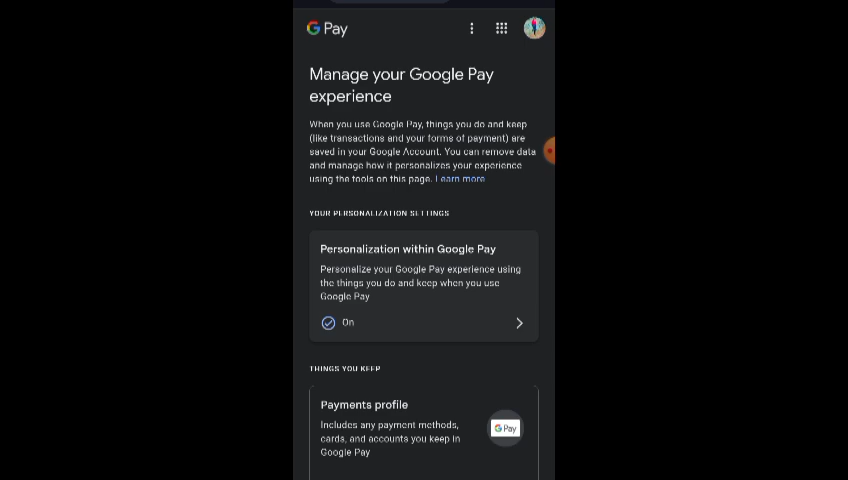 G Pay
Manage your Google Pay
experience
When you use Google Pay, things you do and keep
(like transactions and your forms of payment) are
saved in your Google Account. You can remove data
and manage how it personalizes your experience
using the tools on this page. Learn more
YOUR PERSONALIZATION SETTINGS
Personalization within Google Pay
Personalize your Google Pay experience using
the things you do and keep when you use
Google Pay
On
THINGS YOU KEEP
Payments profile
Includes any payment methods,
cards, and accounts you keep in
Google Pay
G Pay